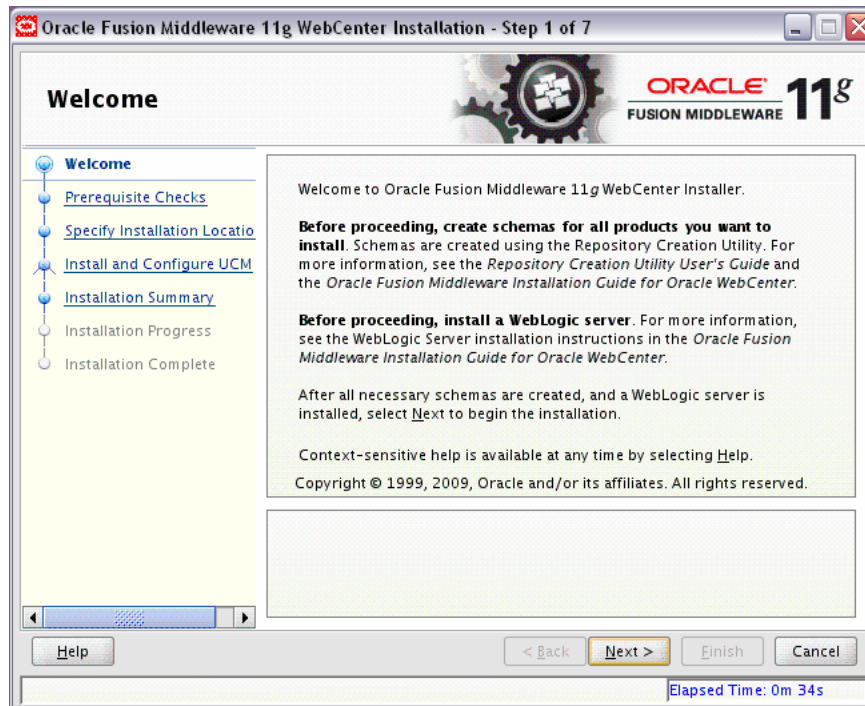 Oracle Fusion Middleware 11g WebCenter Installation - Step 1 of 7
Welcome
ORACLE
FUSION MIDDLEWARE
11g
Welcome
Prerequisite Checks
Specify Installation Locatio
Install and Configure UCM
Installation Summary
Installation Progress
Installation Complete
Welcome to Oracle Fusion Middleware 11g WebCenter Installer.
Before proceeding, create schemas for all products you want to
install. Schemas are created using the Repository Creation Utility. For
more information, see the Repository Creation Utility User's Guide and
the Oracle Fusion Middleware Installation Guide for Oracle WebCenter.
Before proceeding, install a WebLogic server. For more information,
see the WebLogic Server installation instructions in the Oracle Fusion
Middleware Installation Guide for Oracle WebCenter.
After all necessary schemas are created, and a WebLogic server is
installed, select Next to begin the installation.
Context-sensitive help is available at any time by selecting Help.
Copyright © 1999, 2009, Oracle and/or its affiliates. All rights reserved.
Help
< Back
Next >
Finish
Cancel
Elapsed Time: 0m 34s